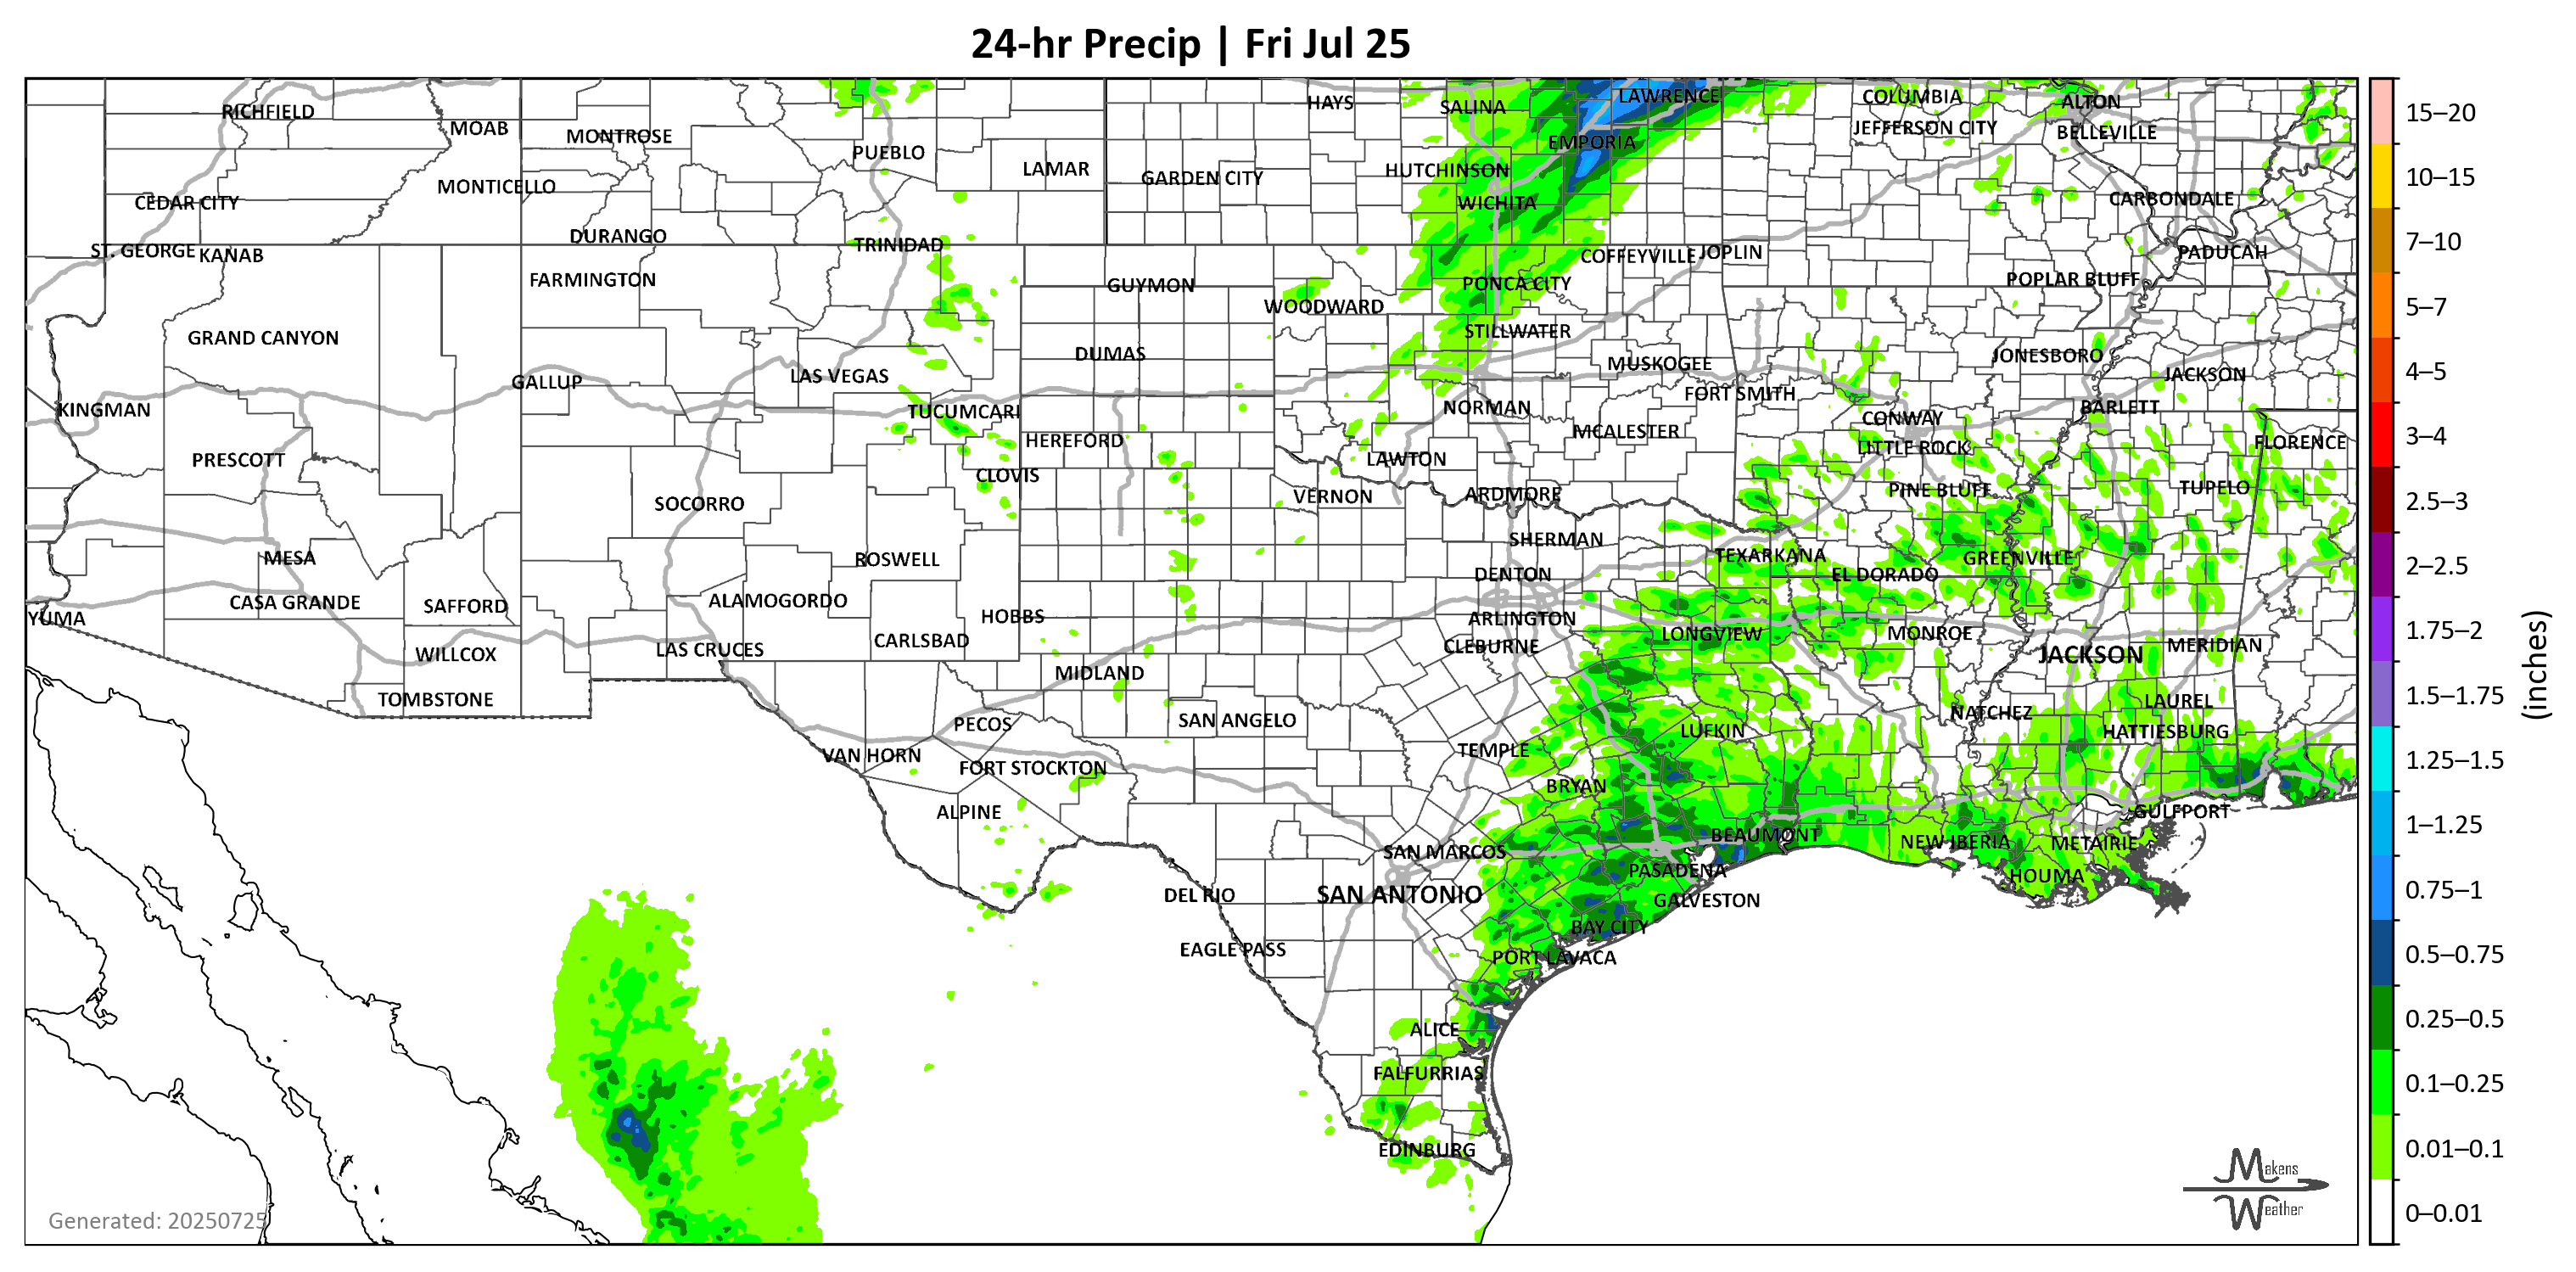 24-hr Precip | Fri Jul 25
RICHFIELD
MOAB
MONTROSE
PUEBLO
LAMAR
HAYS
SALINA
LAWRENCE
COLUMBIA
ALTON
JEFFERSON CITY
BELLEVILLE
EMPORIA
HUTCHINSON
GARDEN CITY
MONTICELLO
CEDAR CITY
WICHITA
CARBONDALE
DURANGO
TRINIDAD
ST. GEORGE
KANAB
COFFEYVILLE
JOPLIN
PADUCAH
FARMINGTON
GUYMON
PONCA CITY
POPLAR BLUFF
WOODWARD
GRAND CANYON
STILLWATER
DUMAS
JONESBORO
MUSKOGEE
JACKSON
GALLUP
LAS VEGAS
FORT SMITH
KINGMAN
TUCUMCARI
NORMAN
BARLETT
CONWAY
MCALESTER
HEREFORD
FLORENCE
LITTLE ROCK
PRESCOTT
LAWTON
CLOVIS
TUPELO
PINE BLUFF
VERNON
ARDMORE
SOCORRO
SHERMAN
MESA
ROSWELL
TEXARKANA
GREENVILLE
DENTON
EL DORADO
CASA GRANDE
SAFFORD
ALAMOGORDO
HOBBS
YUMA
ARLINGTON
LONGVIEW
MONROE
CARLSBAD
CLEBURNE
MERIDIAN
LAS CRUCES
WILLCOX
JACKSON
MIDLAND
TOMBSTONE
LAUREL
NATCHEZ
SAN ANGELO
PECOS
LUFKIN
HATTIESBURG
TEMPLE
VAN HORN
FORT STOCKTON
BRYAN
ALPINE
GULFPORT
BEAUMONT
NEW IBERIA
METAIRIE
SAN MARCOS
PASADENA
HOUMA
DEL RIO
SAN ANTONIO
GALVESTON
BAY CITY
EAGLE PASS
PORT LAVACA
ALICE
FALFURRIAS
EDINBURG
Generated: 20250725
Makens
Weather
15–20
10–15
7–10
5–7
4–5
3–4
2.5–3
2–2.5
1.75–2
1.5–1.75
1.25–1.5
1–1.25
0.75–1
0.5–0.75
0.25–0.5
0.1–0.25
0.01–0.1
0–0.01
(inches)